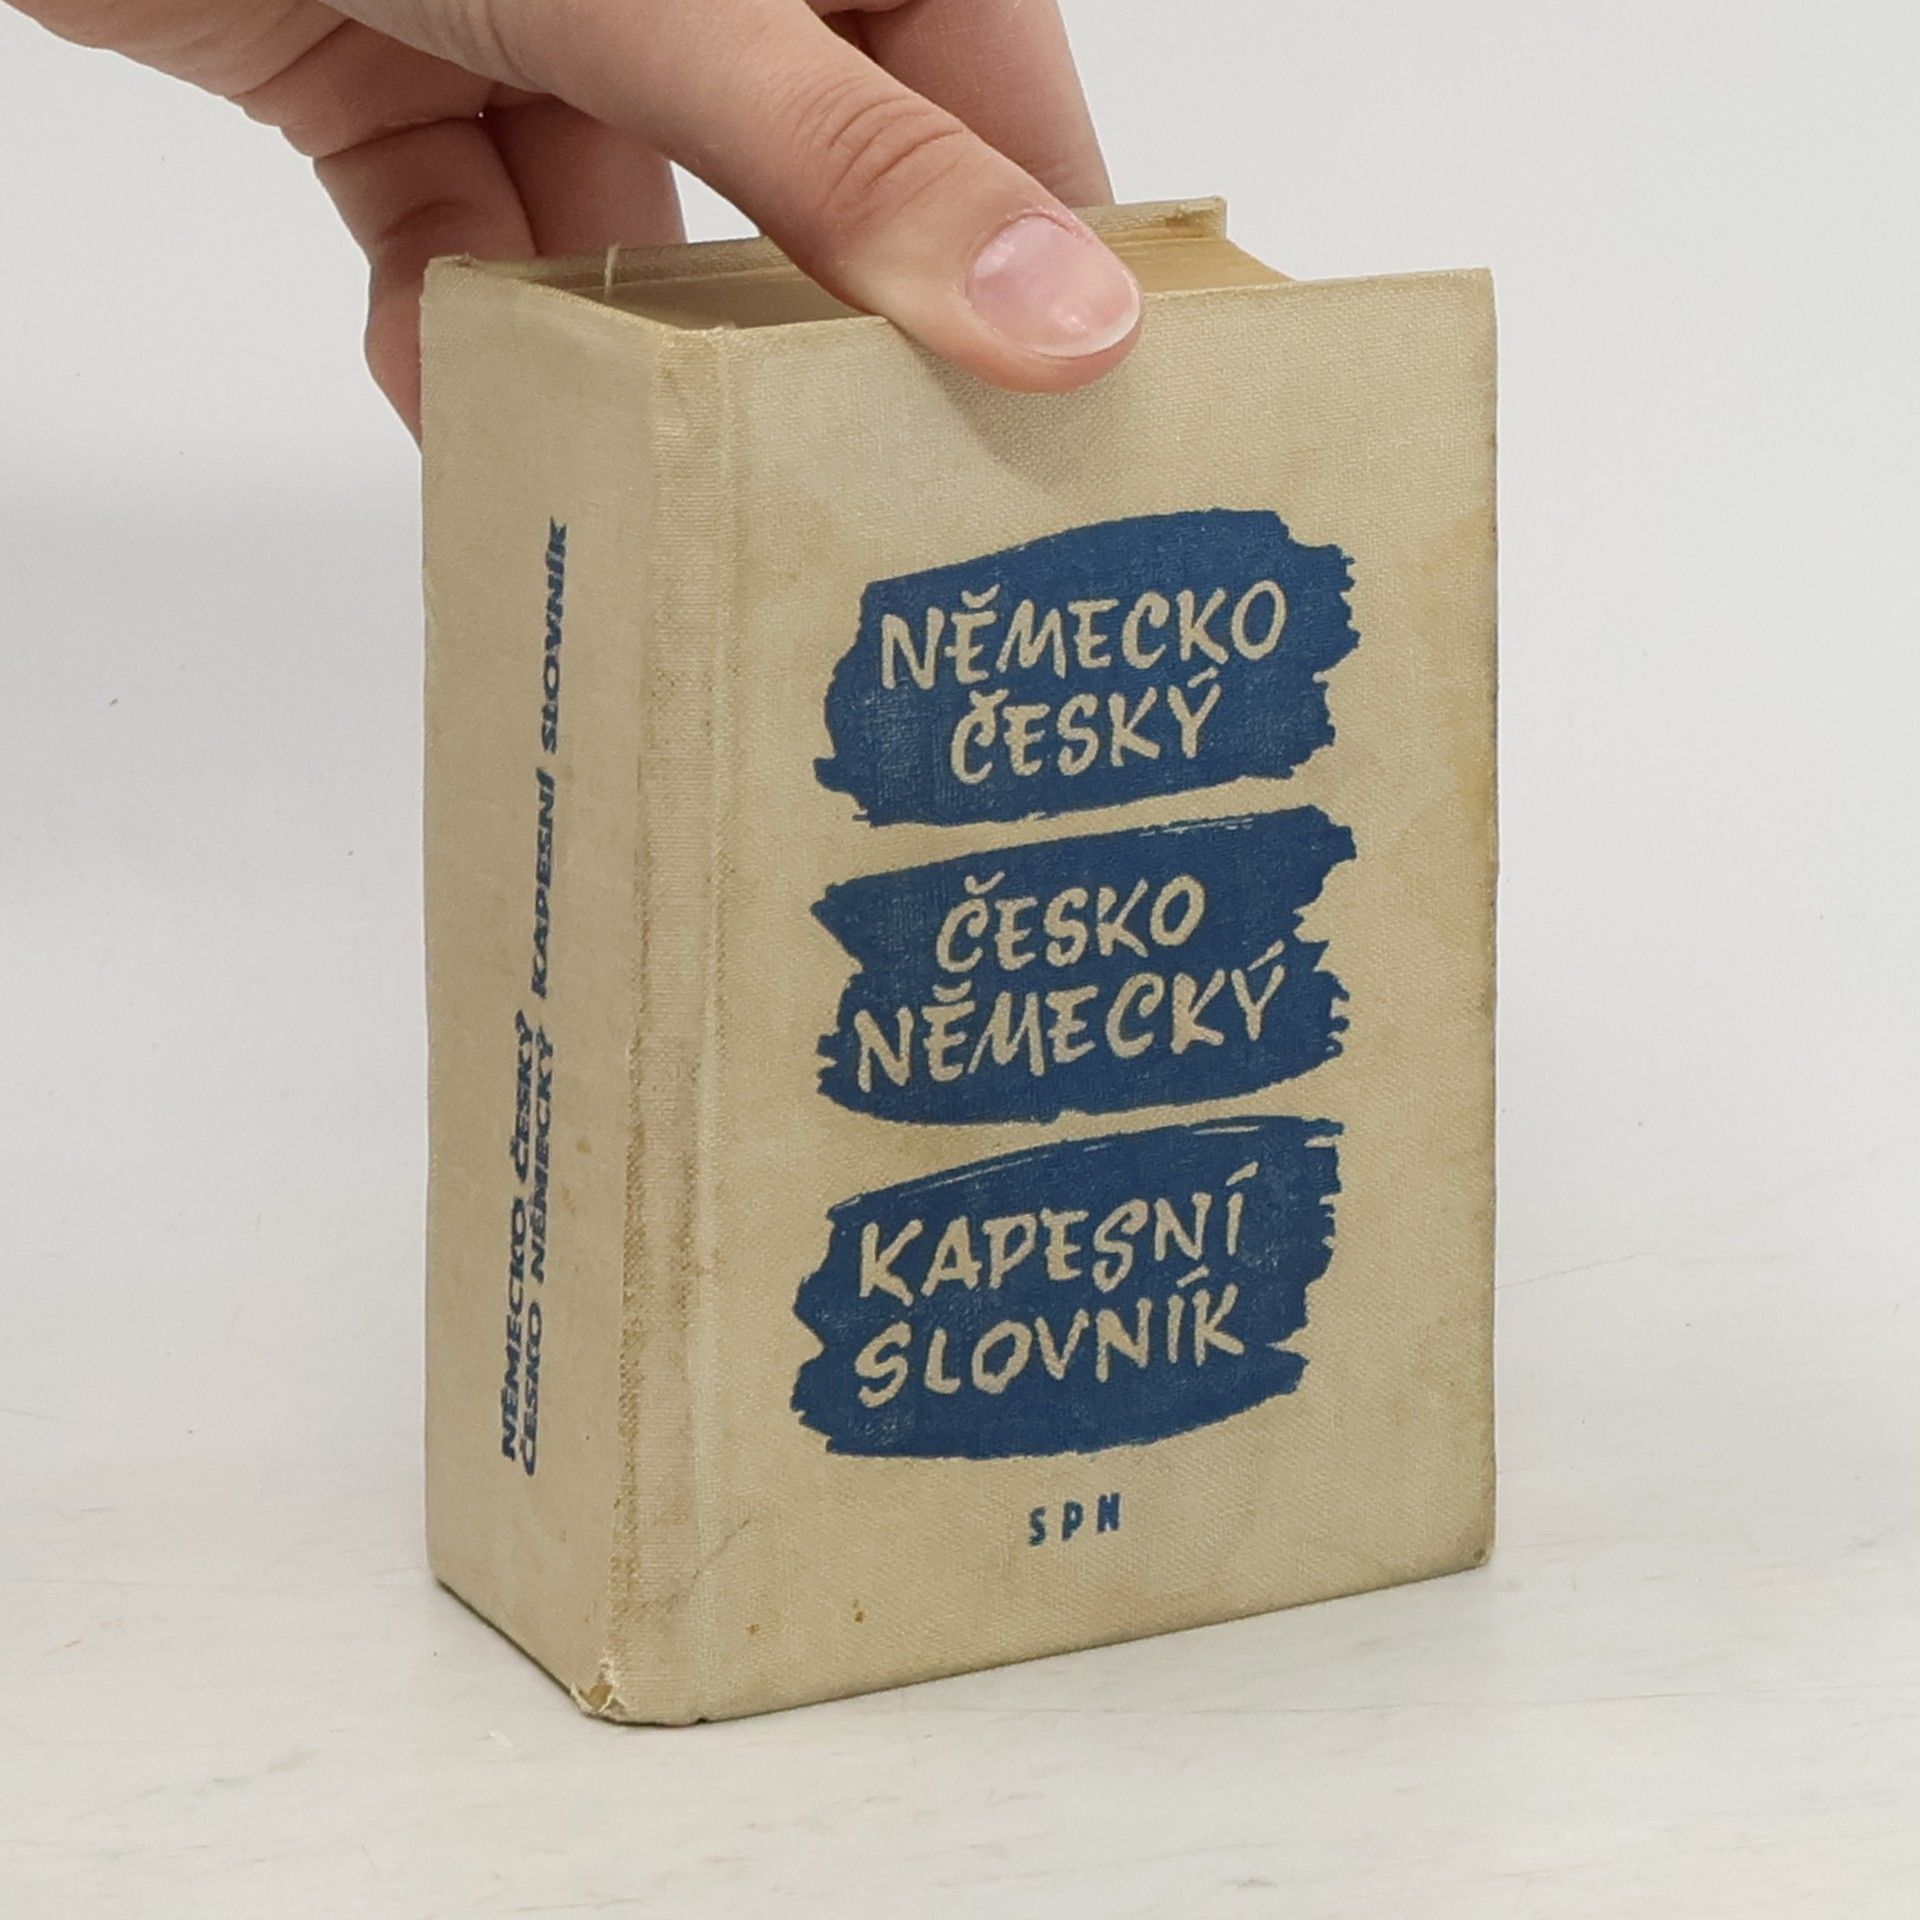 NĚMECKO ČESKÝ
ČESKO NĚMECKÝ KAPESNÍ SLOVNÍK
NĚMECKO
ČESKÝ
ČESKO
NĚMECKÝ
KAPESNÍ
SLOVNÍK
SPN